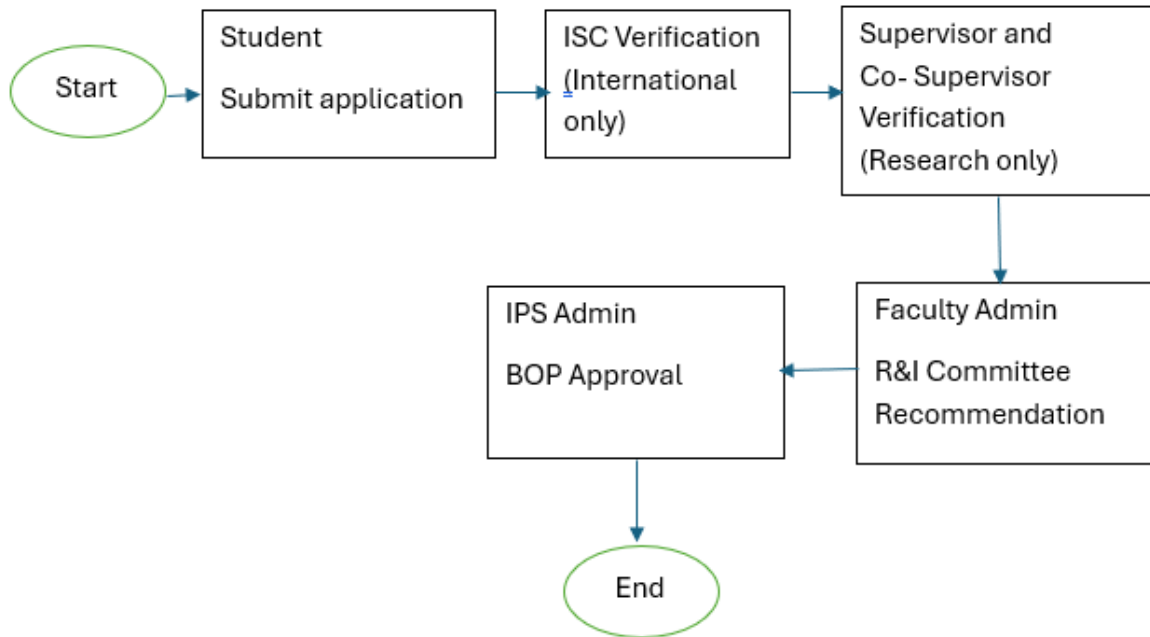 Start
Student
Submit application
ISC Verification
(International
only)
Supervisor and
Co- Supervisor
Verification
(Research only)
Faculty Admin
R&I Committee
Recommendation
IPS Admin
BOP Approval
End